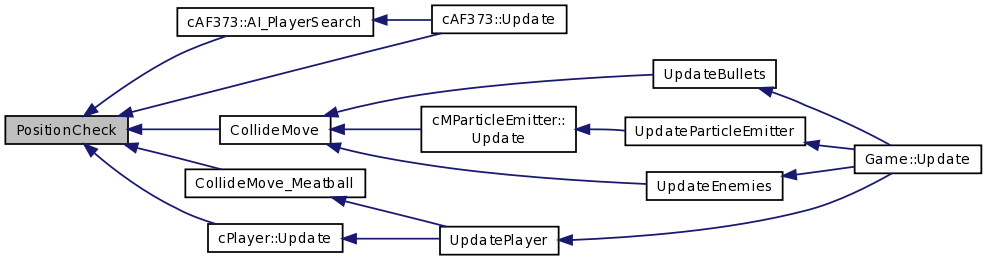 cAF373::AI_PlayerSearch
cAF373::Update
UpdateBullets
PositionCheck
CollideMove
cMParticleEmitter::
Update
UpdateParticleEmitter
Game::Update
CollideMove_Meatball
UpdateEnemies
cPlayer::Update
UpdatePlayer